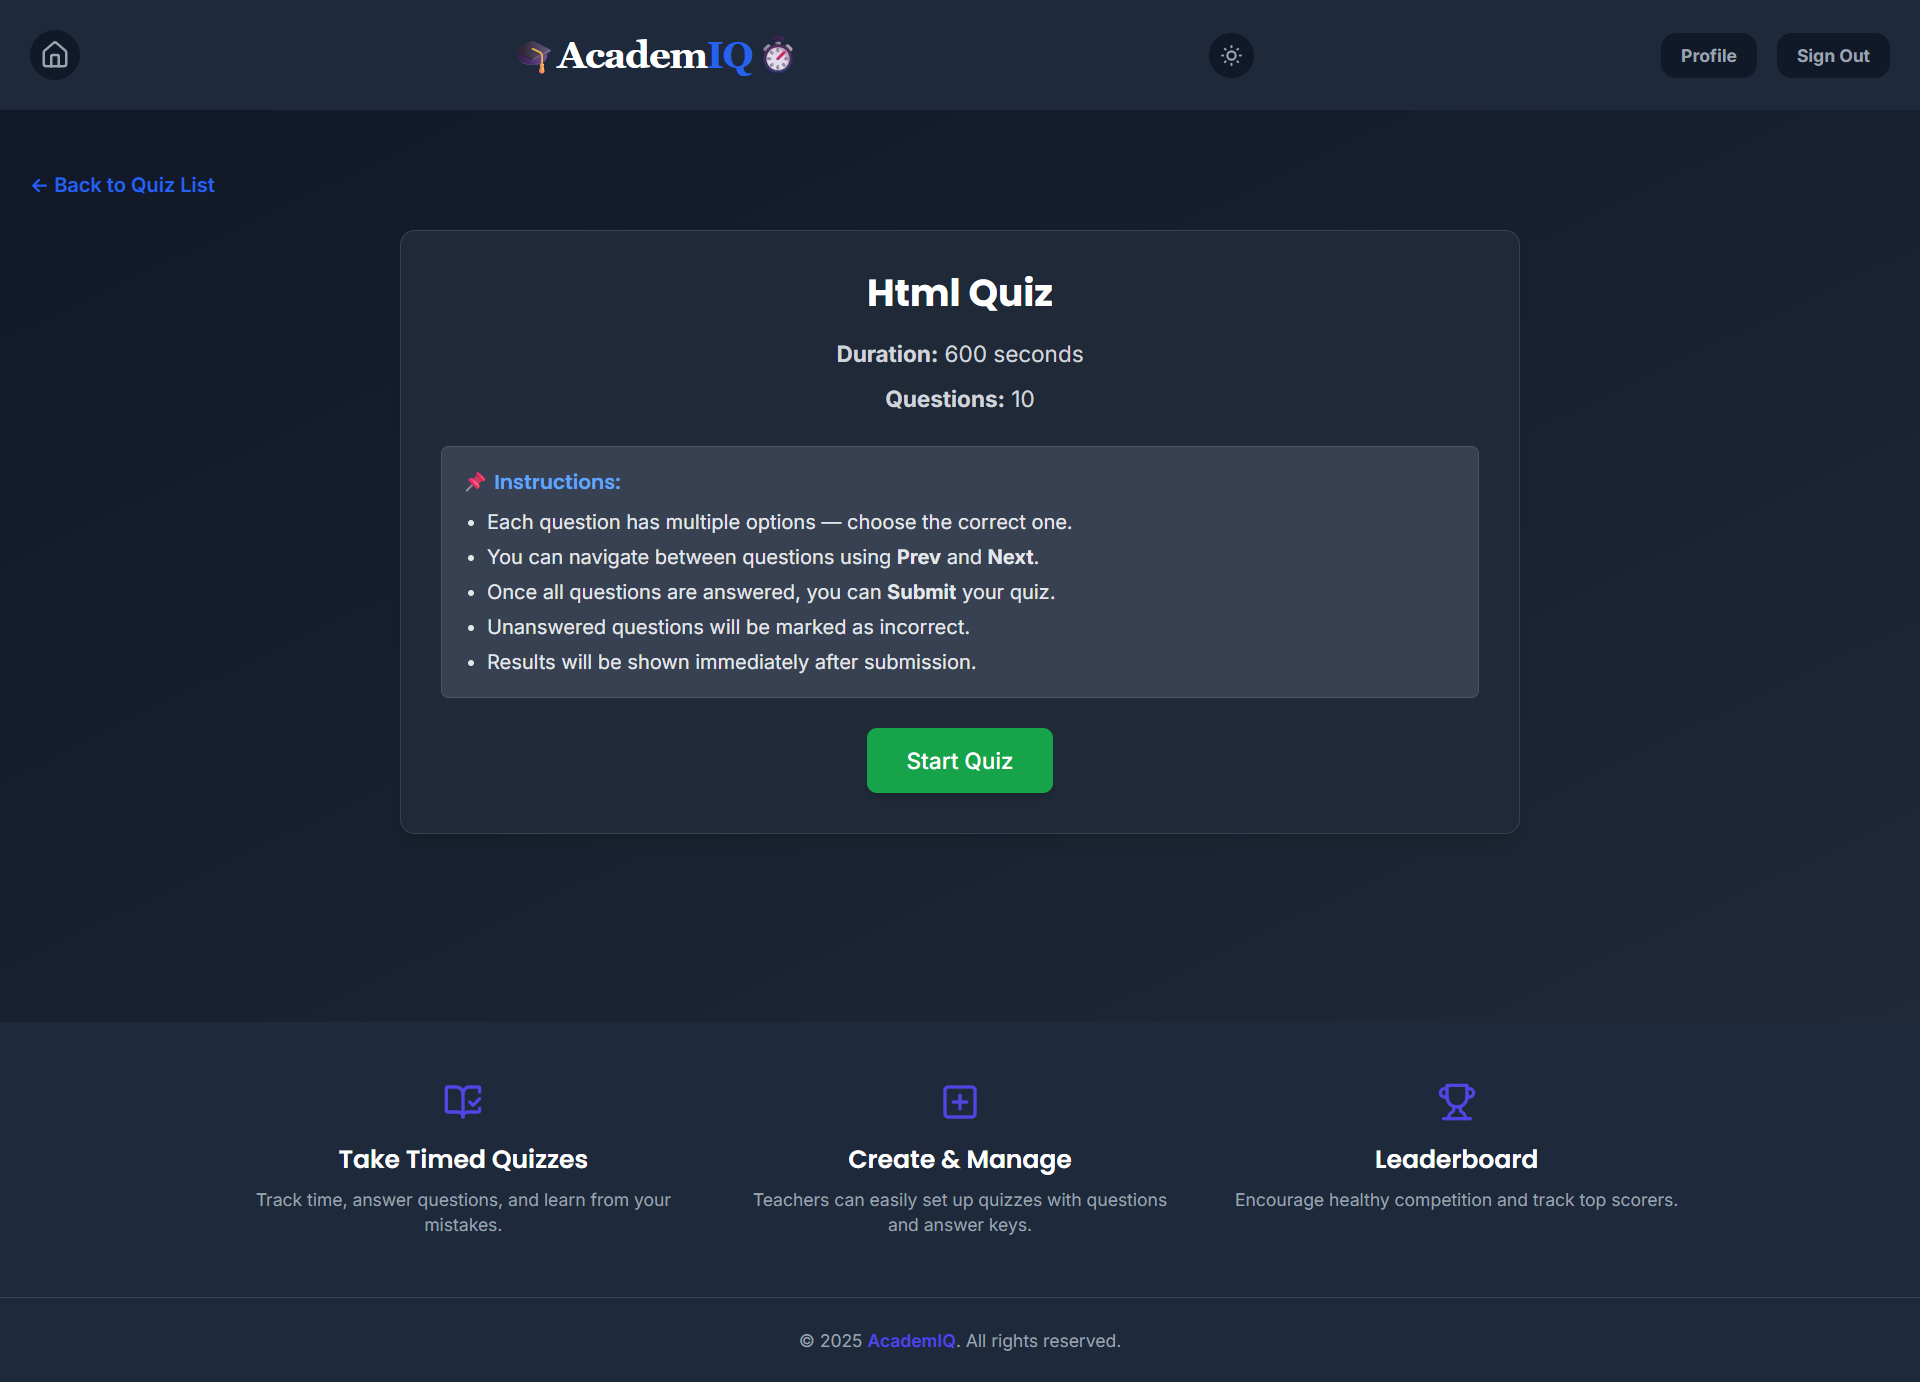 AcademIQ
Profile
Sign Out
← Back to Quiz List
Html Quiz
Duration: 600 seconds
Questions: 10
Instructions:
• Each question has multiple options — choose the correct one.
• You can navigate between questions using Prev and Next.
• Once all questions are answered, you can Submit your quiz.
• Unanswered questions will be marked as incorrect.
• Results will be shown immediately after submission.
Start Quiz
Take Timed Quizzes
Track time, answer questions, and learn from your
mistakes.
Create & Manage
Teachers can easily set up quizzes with questions
and answer keys.
Leaderboard
Encourage healthy competition and track top scorers.
© 2025 AcademIQ. All rights reserved.